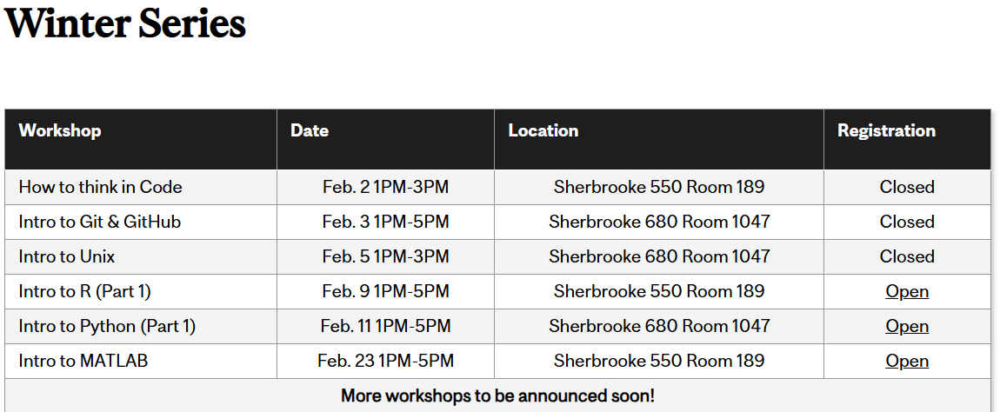 Winter Series
Workshop Date Location Registration
How to think in Code Feb. 2 1PM-3PM Sherbrooke 550 Room 189 Closed
Intro to Git & GitHub Feb. 3 1PM-5PM Sherbrooke 680 Room 1047 Closed
Intro to Unix Feb. 5 1PM-3PM Sherbrooke 680 Room 1047 Closed
Intro to R (Part 1) Feb. 9 1PM-5PM Sherbrooke 550 Room 189 Open
Intro to Python (Part 1) Feb. 11 1PM-5PM Sherbrooke 680 Room 1047 Open
Intro to MATLAB Feb. 23 1PM-5PM Sherbrooke 550 Room 189 Open
More workshops to be announced soon!